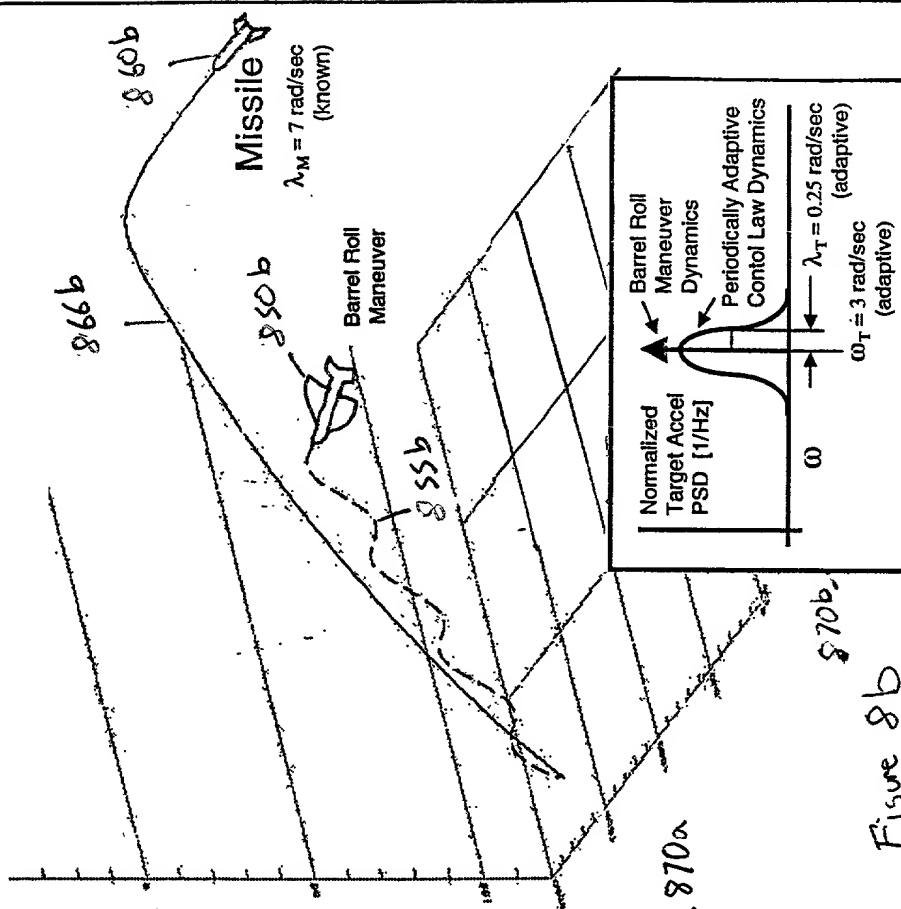 860b
Missile
λM = 7 rad/sec
(known)
866b
850b
Barrel Roll
Maneuver
855b
Normalized
Target Accel
PSD [1/Hz]
Barrel Roll
Maneuver
Dynamics
Periodically Adaptive
Contol Law Dynamics
λT = 0.25 rad/sec
(adaptive)
ω
ωT = 3 rad/sec
(adaptive)
870a
870b
Figure 8b